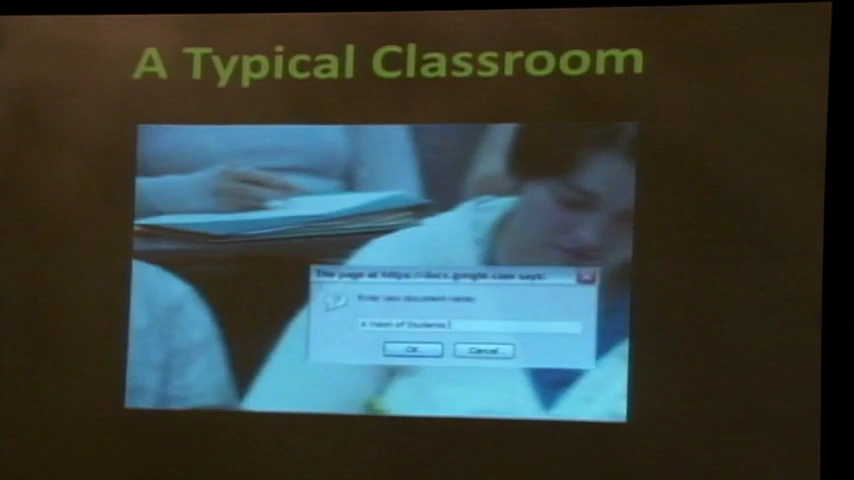 A Typical Classroom
The page at https://docs.google.com says:
Enter new document name:
A Vision of Students
OK
Cancel